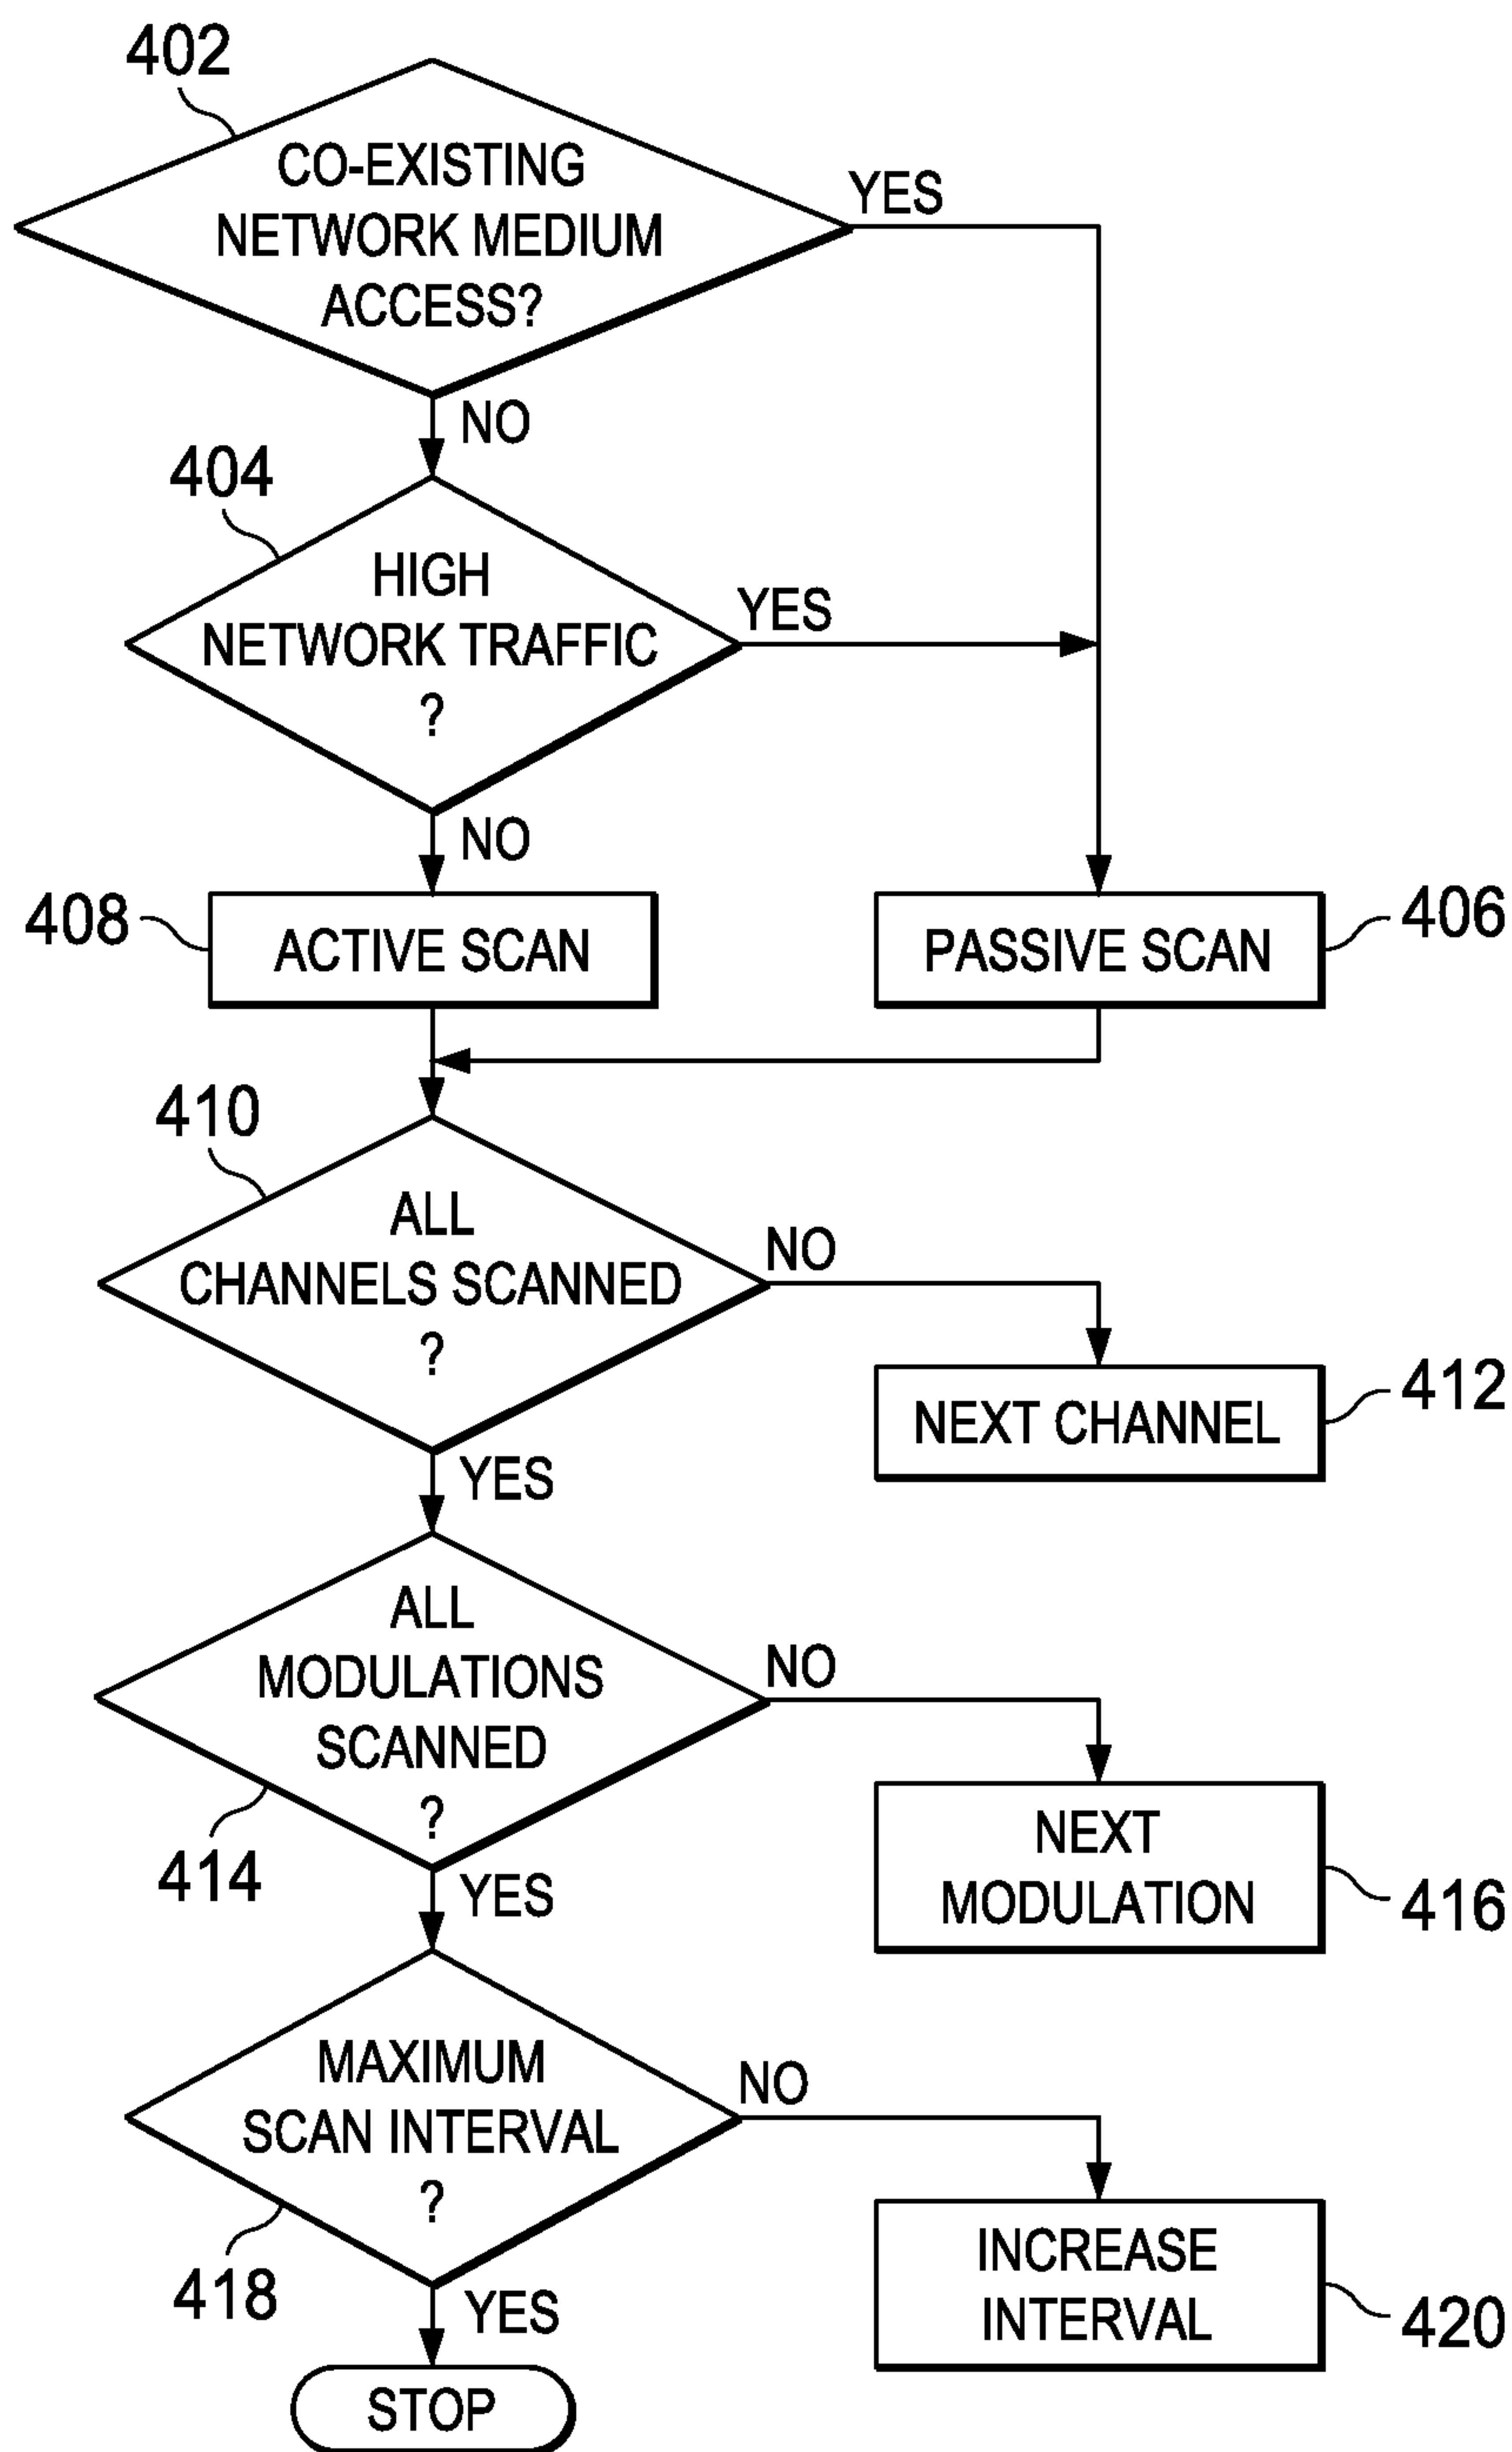 402
CO-EXISTING
NETWORK MEDIUM
ACCESS?
YES
NO
404
HIGH
NETWORK TRAFFIC
?
YES
NO
408
ACTIVE SCAN
PASSIVE SCAN
406
410
ALL
CHANNELS SCANNED
?
NO
NEXT CHANNEL
412
YES
ALL
MODULATIONS
SCANNED
?
NO
414
NEXT
MODULATION
416
YES
MAXIMUM
SCAN INTERVAL
?
NO
418
INCREASE
INTERVAL
420
YES
STOP